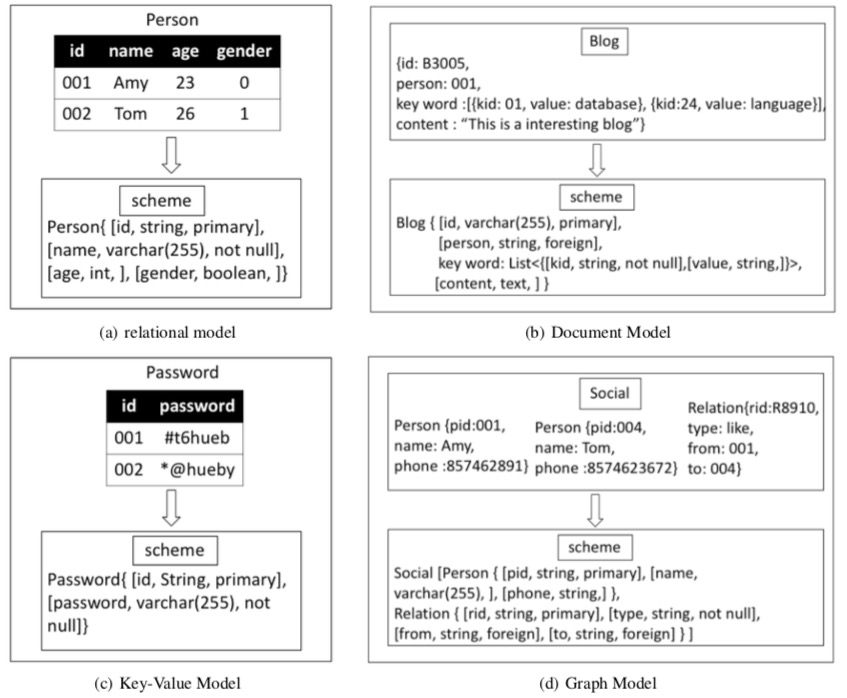 Person
id name age gender
001 Amy 23 0
002 Tom 26 1
scheme
Person{ [id, string, primary],
[name, varchar(255), not null],
[age, int, ], [gender, boolean, ]}
(a) relational model
Blog
{id: B3005,
person: 001,
key word :[{kid: 01, value: database}, {kid:24, value: language}],
content : “This is a interesting blog”}
scheme
Blog { [id, varchar(255), primary],
[person, string, foreign],
key word: List<{[kid, string, not null],[value, string,]}>,
[content, text, ] }
(b) Document Model
Password
id password
001 #t6hueb
002 *@hueby
scheme
Password{ [id, String, primary],
[password, varchar(255), not
null]}
(c) Key-Value Model
Social
Person {pid:001,
name: Amy,
phone :857462891}
Person {pid:004,
name: Tom,
phone :8574623672}
Relation{rid:R8910,
type: like,
from: 001,
to: 004}
scheme
Social [Person { [pid, string, primary], [name,
varchar(255), ], [phone, string,] },
Relation { [rid, string, primary], [type, string, not null],
[from, string, foreign], [to, string, foreign] } ]
(d) Graph Model